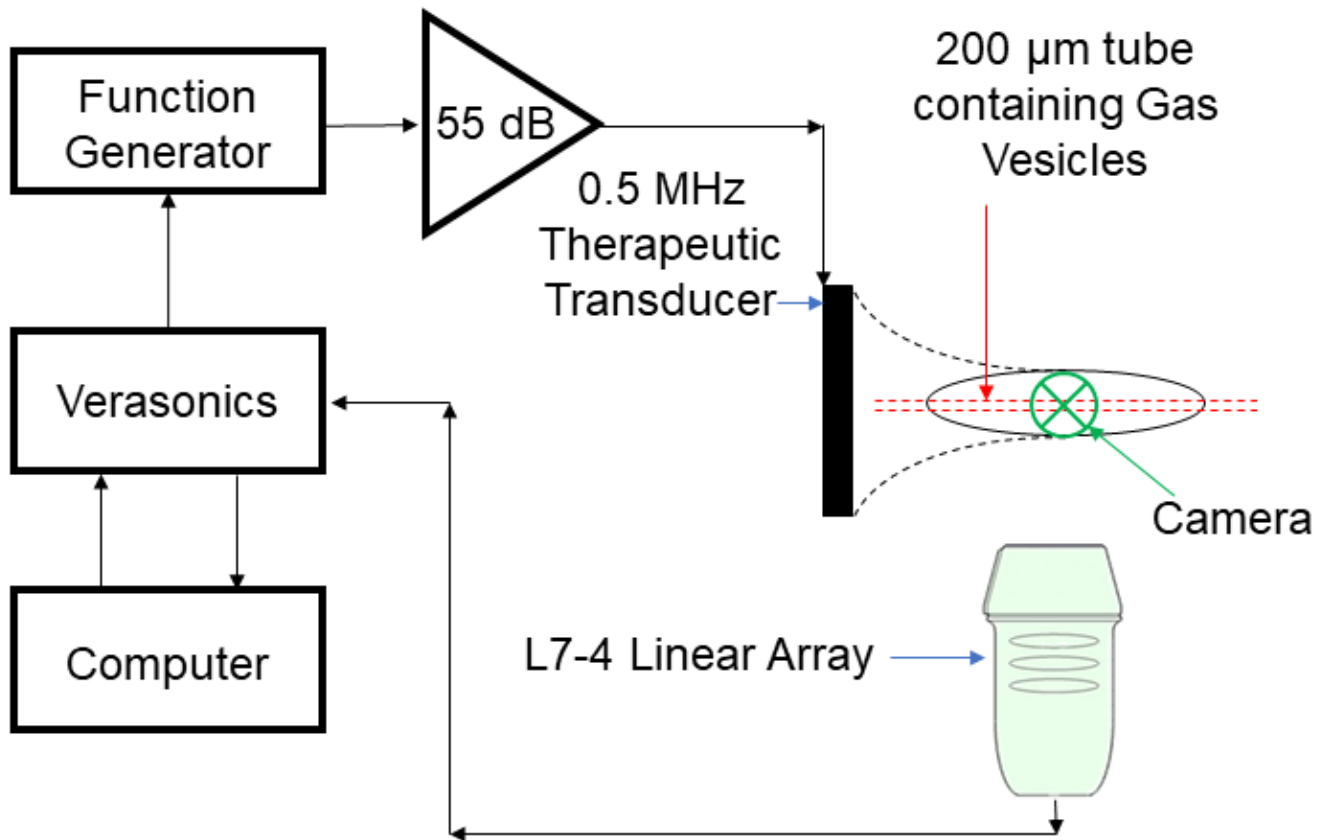 Function
Generator
55 dB
200 µm tube
containing Gas
Vesicles
0.5 MHz
Therapeutic
Transducer
Verasonics
Camera
Computer
L7-4 Linear Array